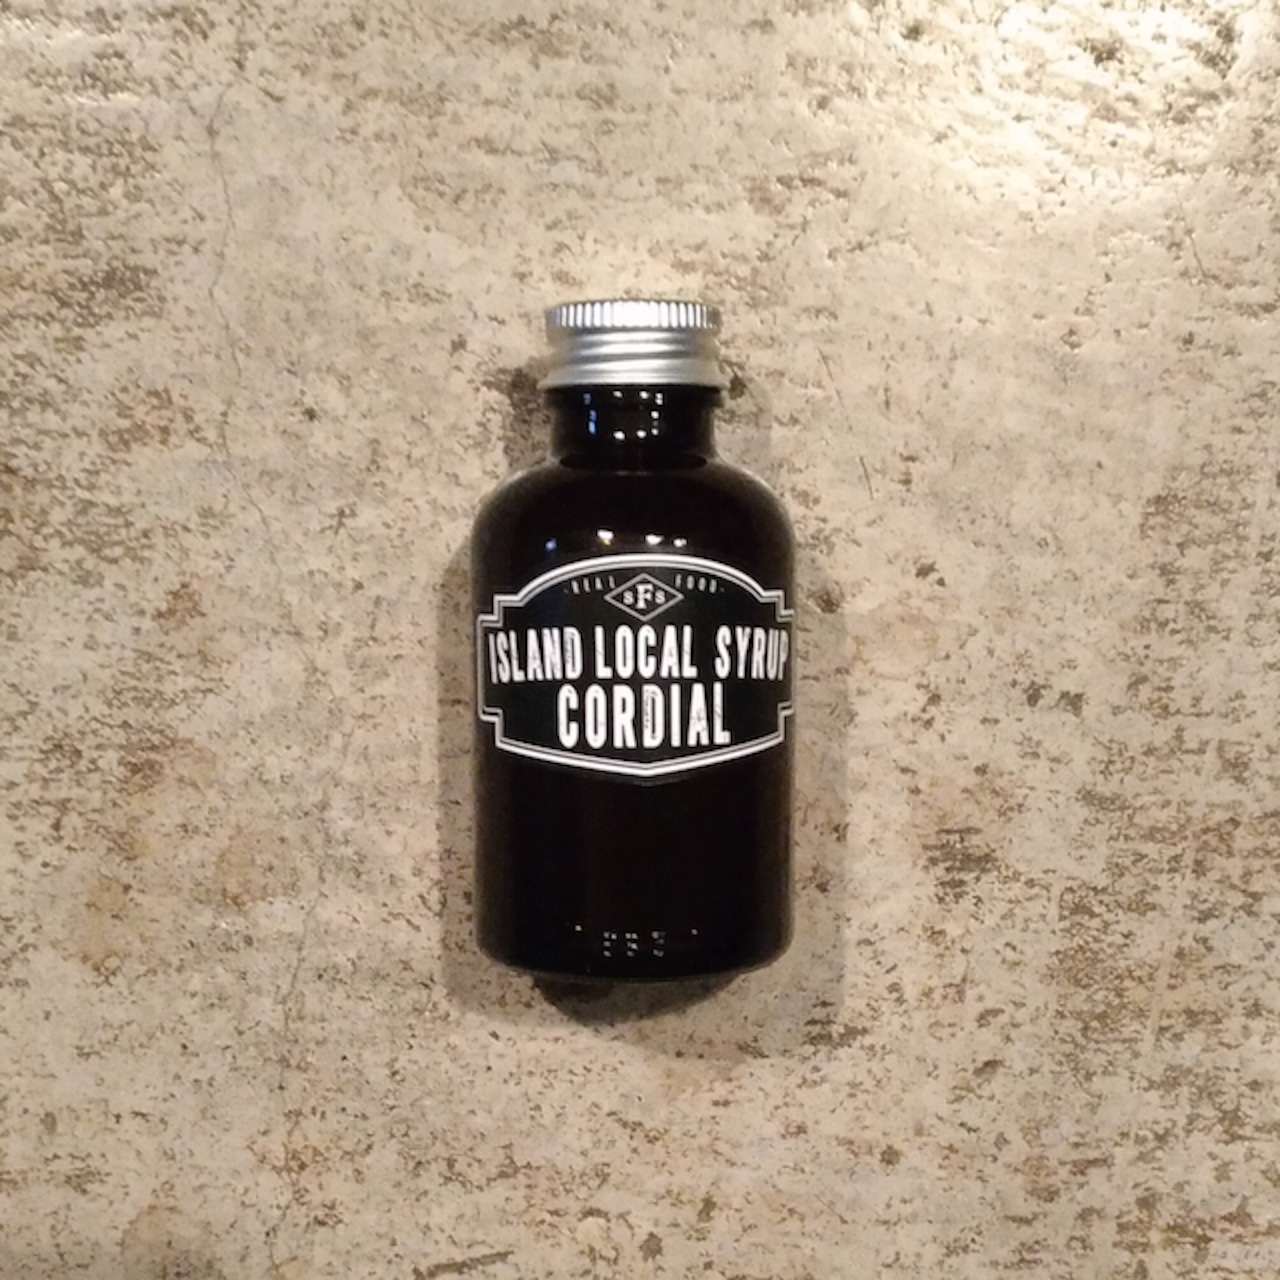 ·REAL FOOD·
SFS
ISLAND LOCAL SYRUP
CORDIAL